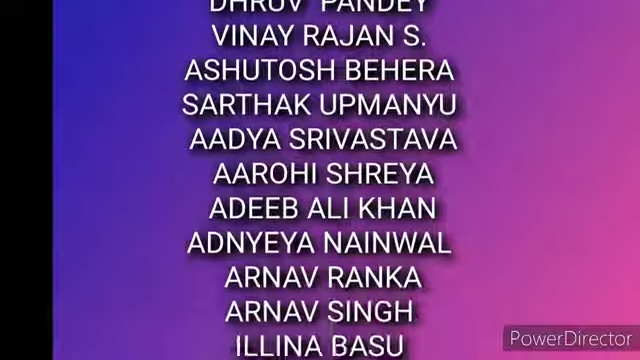 DHRUV PANDEY
VINAY RAJAN S.
ASHUTOSH BEHERA
SARTHAK UPMANYU
AADYA SRIVASTAVA
AAROHI SHREYA
ADEEB ALI KHAN
ADNYEYA NAINWAL
ARNAV RANKA
ARNAV SINGH
ILLINA BASU
PowerDirector